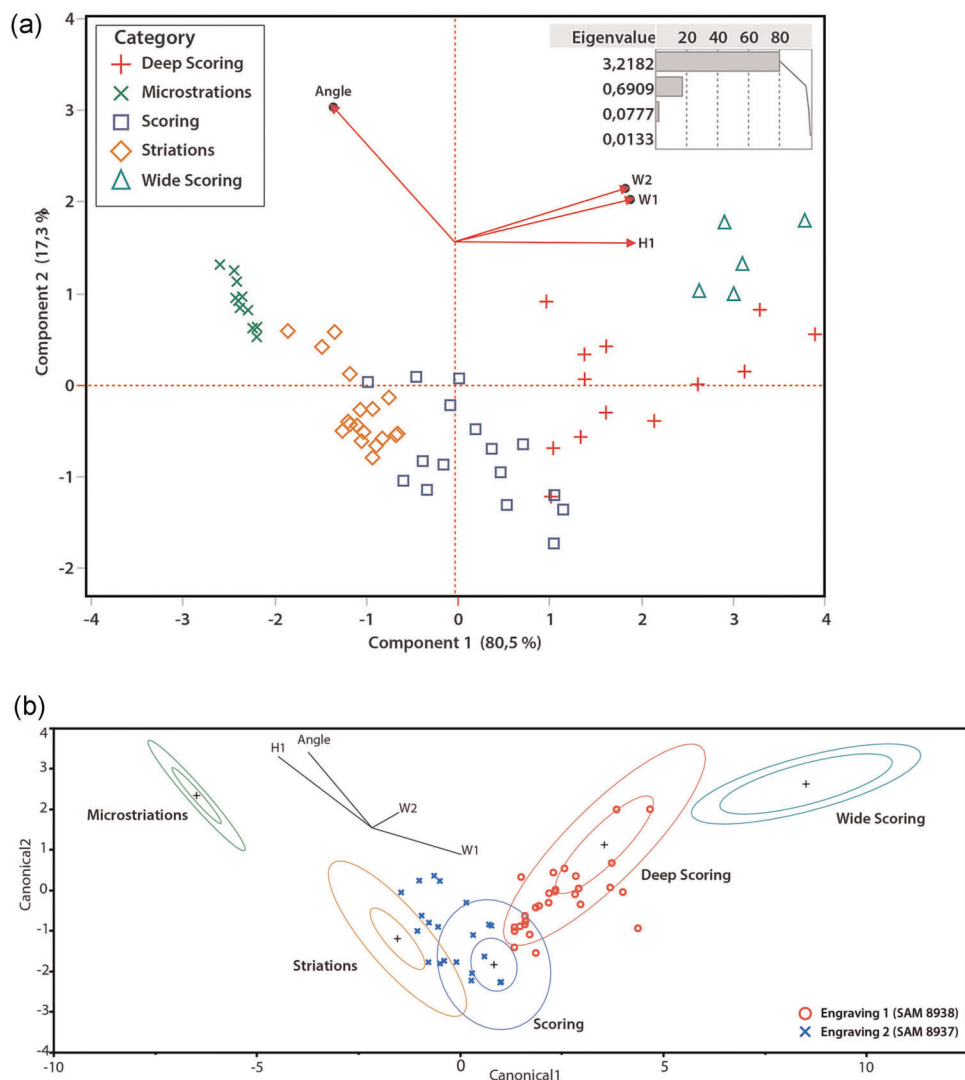 (a)
Category
Deep Scoring
Microstrations
Scoring
Striations
Wide Scoring
Eigenvalue 20 40 60 80
3,2182
0,6909
0,0777
0,0133
Angle
W2
W1
H1
4
3
2
1
0
-1
-2
Component 2 (17,3 %)
-4 -3 -2 -1 0 1 2 3 4
Component 1 (80,5 %)
(b)
4
3
2
1
0
-1
-2
-3
-4
Canonical2
H1
Angle
W2
W1
Microstriations
Wide Scoring
Deep Scoring
Striations
Scoring
Engraving 1 (SAM 8938)
Engraving 2 (SAM 8937)
-10 -5 0 5 10
Canonical1